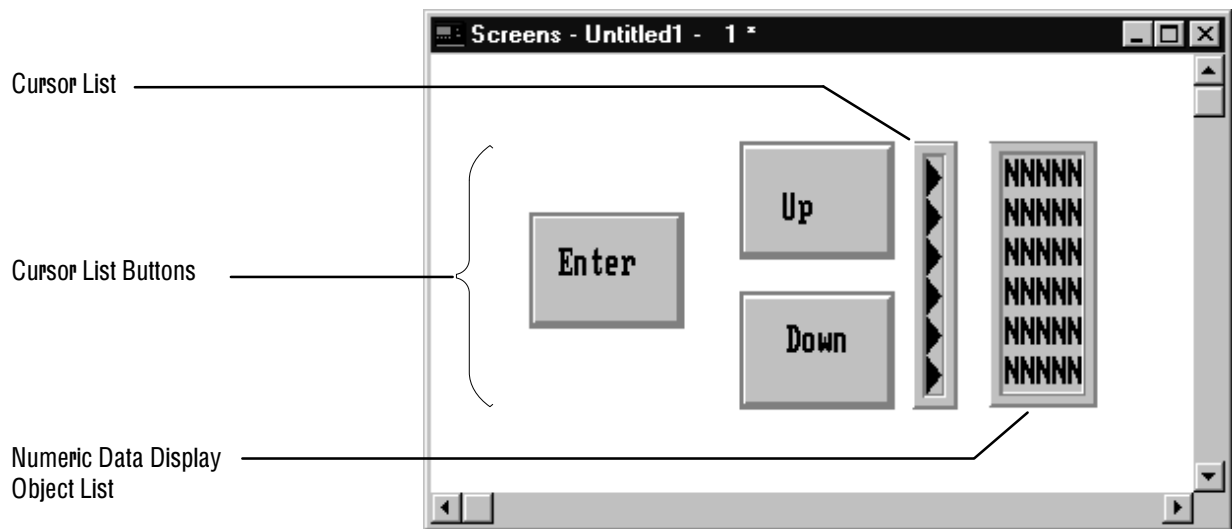 Screens - Untitled1 - 1 *
Cursor List
Up
NNNNN
NNNNN
NNNNN
NNNNN
NNNNN
NNNNN
Enter
Cursor List Buttons
Down
Numeric Data Display
Object List